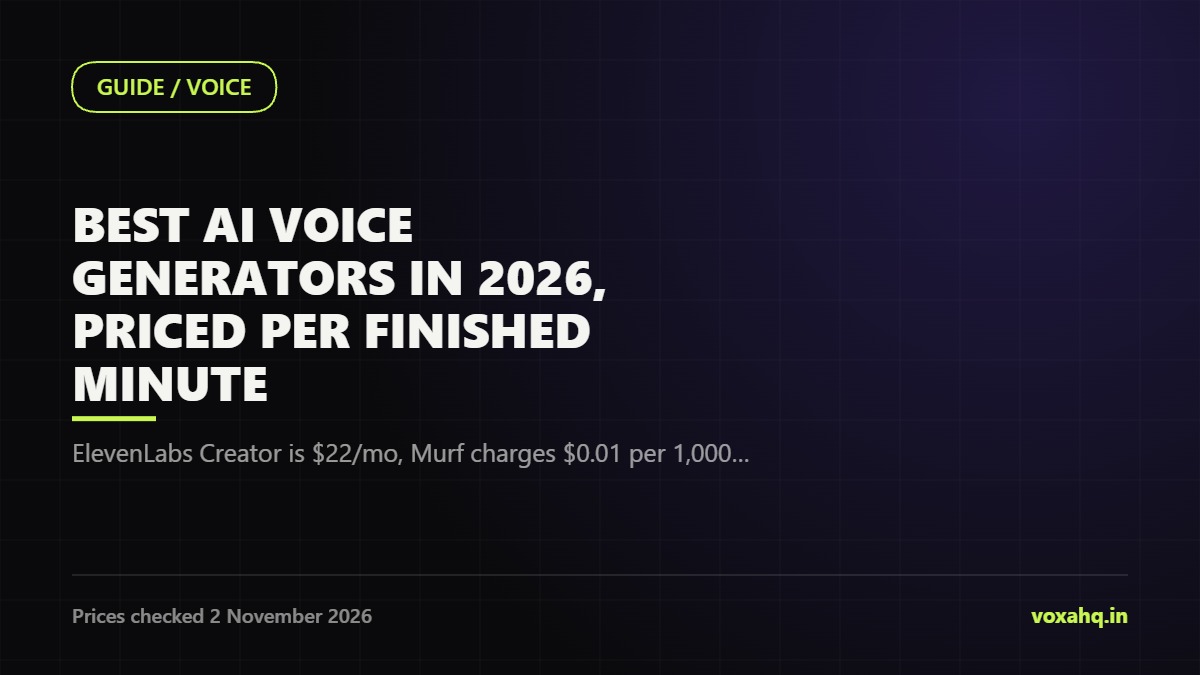 GUIDE / VOICE
BEST AI VOICE
GENERATORS IN 2026,
PRICED PER FINISHED
MINUTE
ElevenLabs Creator is $22/mo, Murf charges $0.01 per 1,000...
Prices checked 2 November 2026
voxahq.in